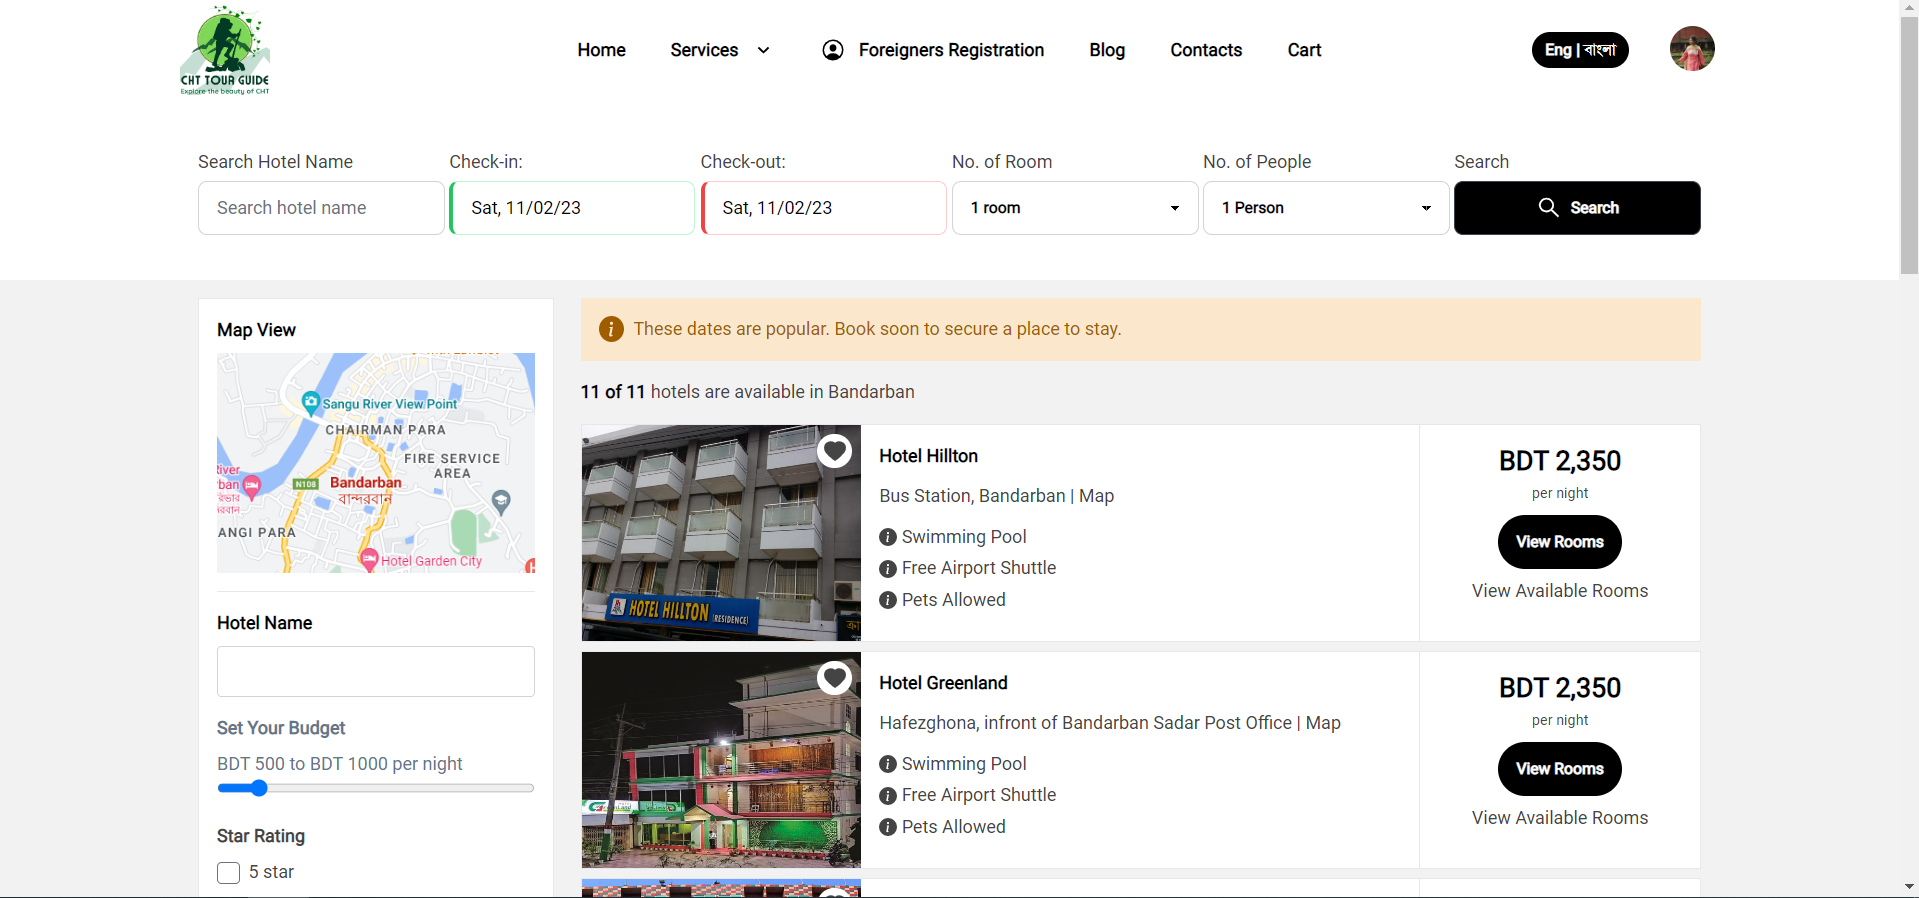 CHT TOUR GUIDE
Explore the beauty of CHT
Home
Services
Foreigners Registration
Blog
Contacts
Cart
Eng | বাংলা
Search Hotel Name
Check-in:
Check-out:
No. of Room
No. of People
Search
Search hotel name
Sat, 11/02/23
Sat, 11/02/23
1 room
1 Person
Search
Map View
Sangu River View Point
CHAIRMAN PARA
FIRE SERVICE
AREA
N108
Bandarban
বান্দরবান
ANGI PARA
Hotel Garden City
Hotel Name
Set Your Budget
BDT 500 to BDT 1000 per night
Star Rating
5 star
These dates are popular. Book soon to secure a place to stay.
11 of 11 hotels are available in Bandarban
HOTEL HILLTON (RESIDENCE)
Hotel Hillton
Bus Station, Bandarban | Map
Swimming Pool
Free Airport Shuttle
Pets Allowed
BDT 2,350
per night
View Rooms
View Available Rooms
Hotel Greenland
Hafezghona, infront of Bandarban Sadar Post Office | Map
Swimming Pool
Free Airport Shuttle
Pets Allowed
BDT 2,350
per night
View Rooms
View Available Rooms